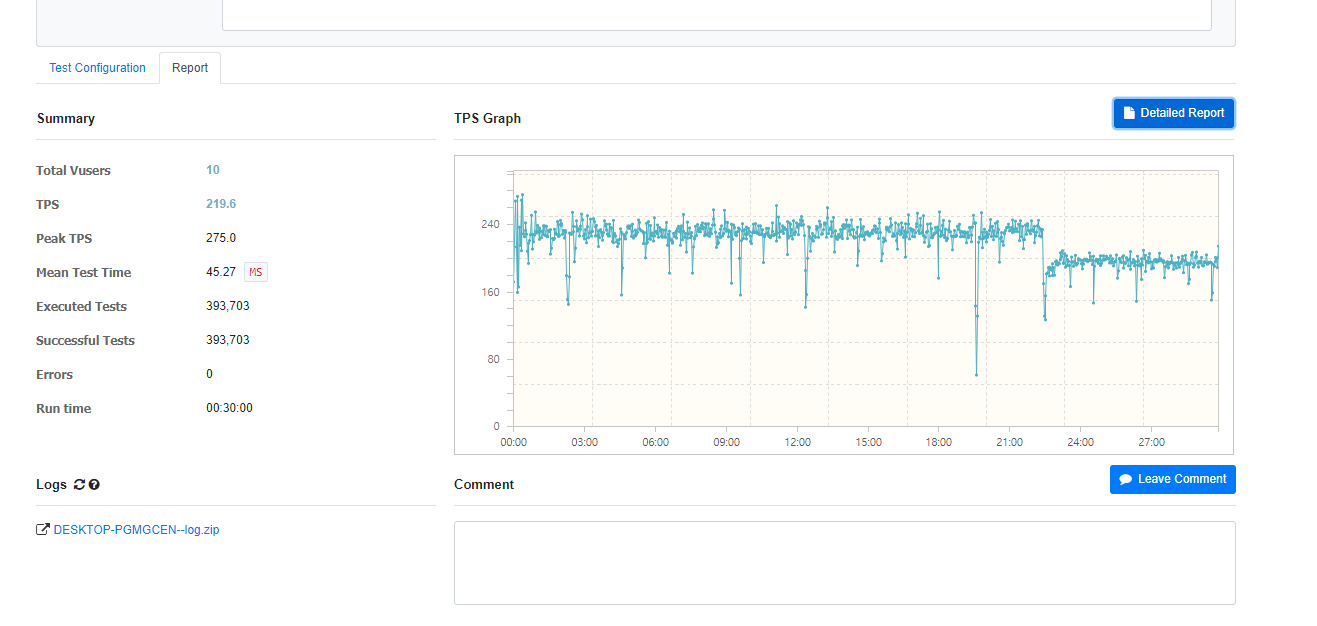 Test Configuration
Report
Summary
Total Vusers 10
TPS 219.6
Peak TPS 275.0
Mean Test Time 45.27 MS
Executed Tests 393,703
Successful Tests 393,703
Errors 0
Run time 00:30:00
TPS Graph
Detailed Report
240
160
80
0
00:00 03:00 06:00 09:00 12:00 15:00 18:00 21:00 24:00 27:00
Logs
DESKTOP-PGMGCEN--log.zip
Comment
Leave Comment